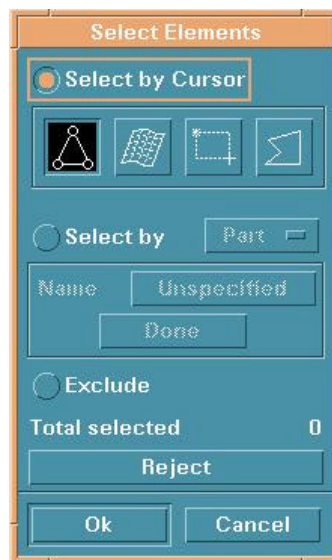 Select Elements
Select by Cursor
Select by Part
Name Unspecified
Done
Exclude
Total selected 0
Reject
Ok Cancel